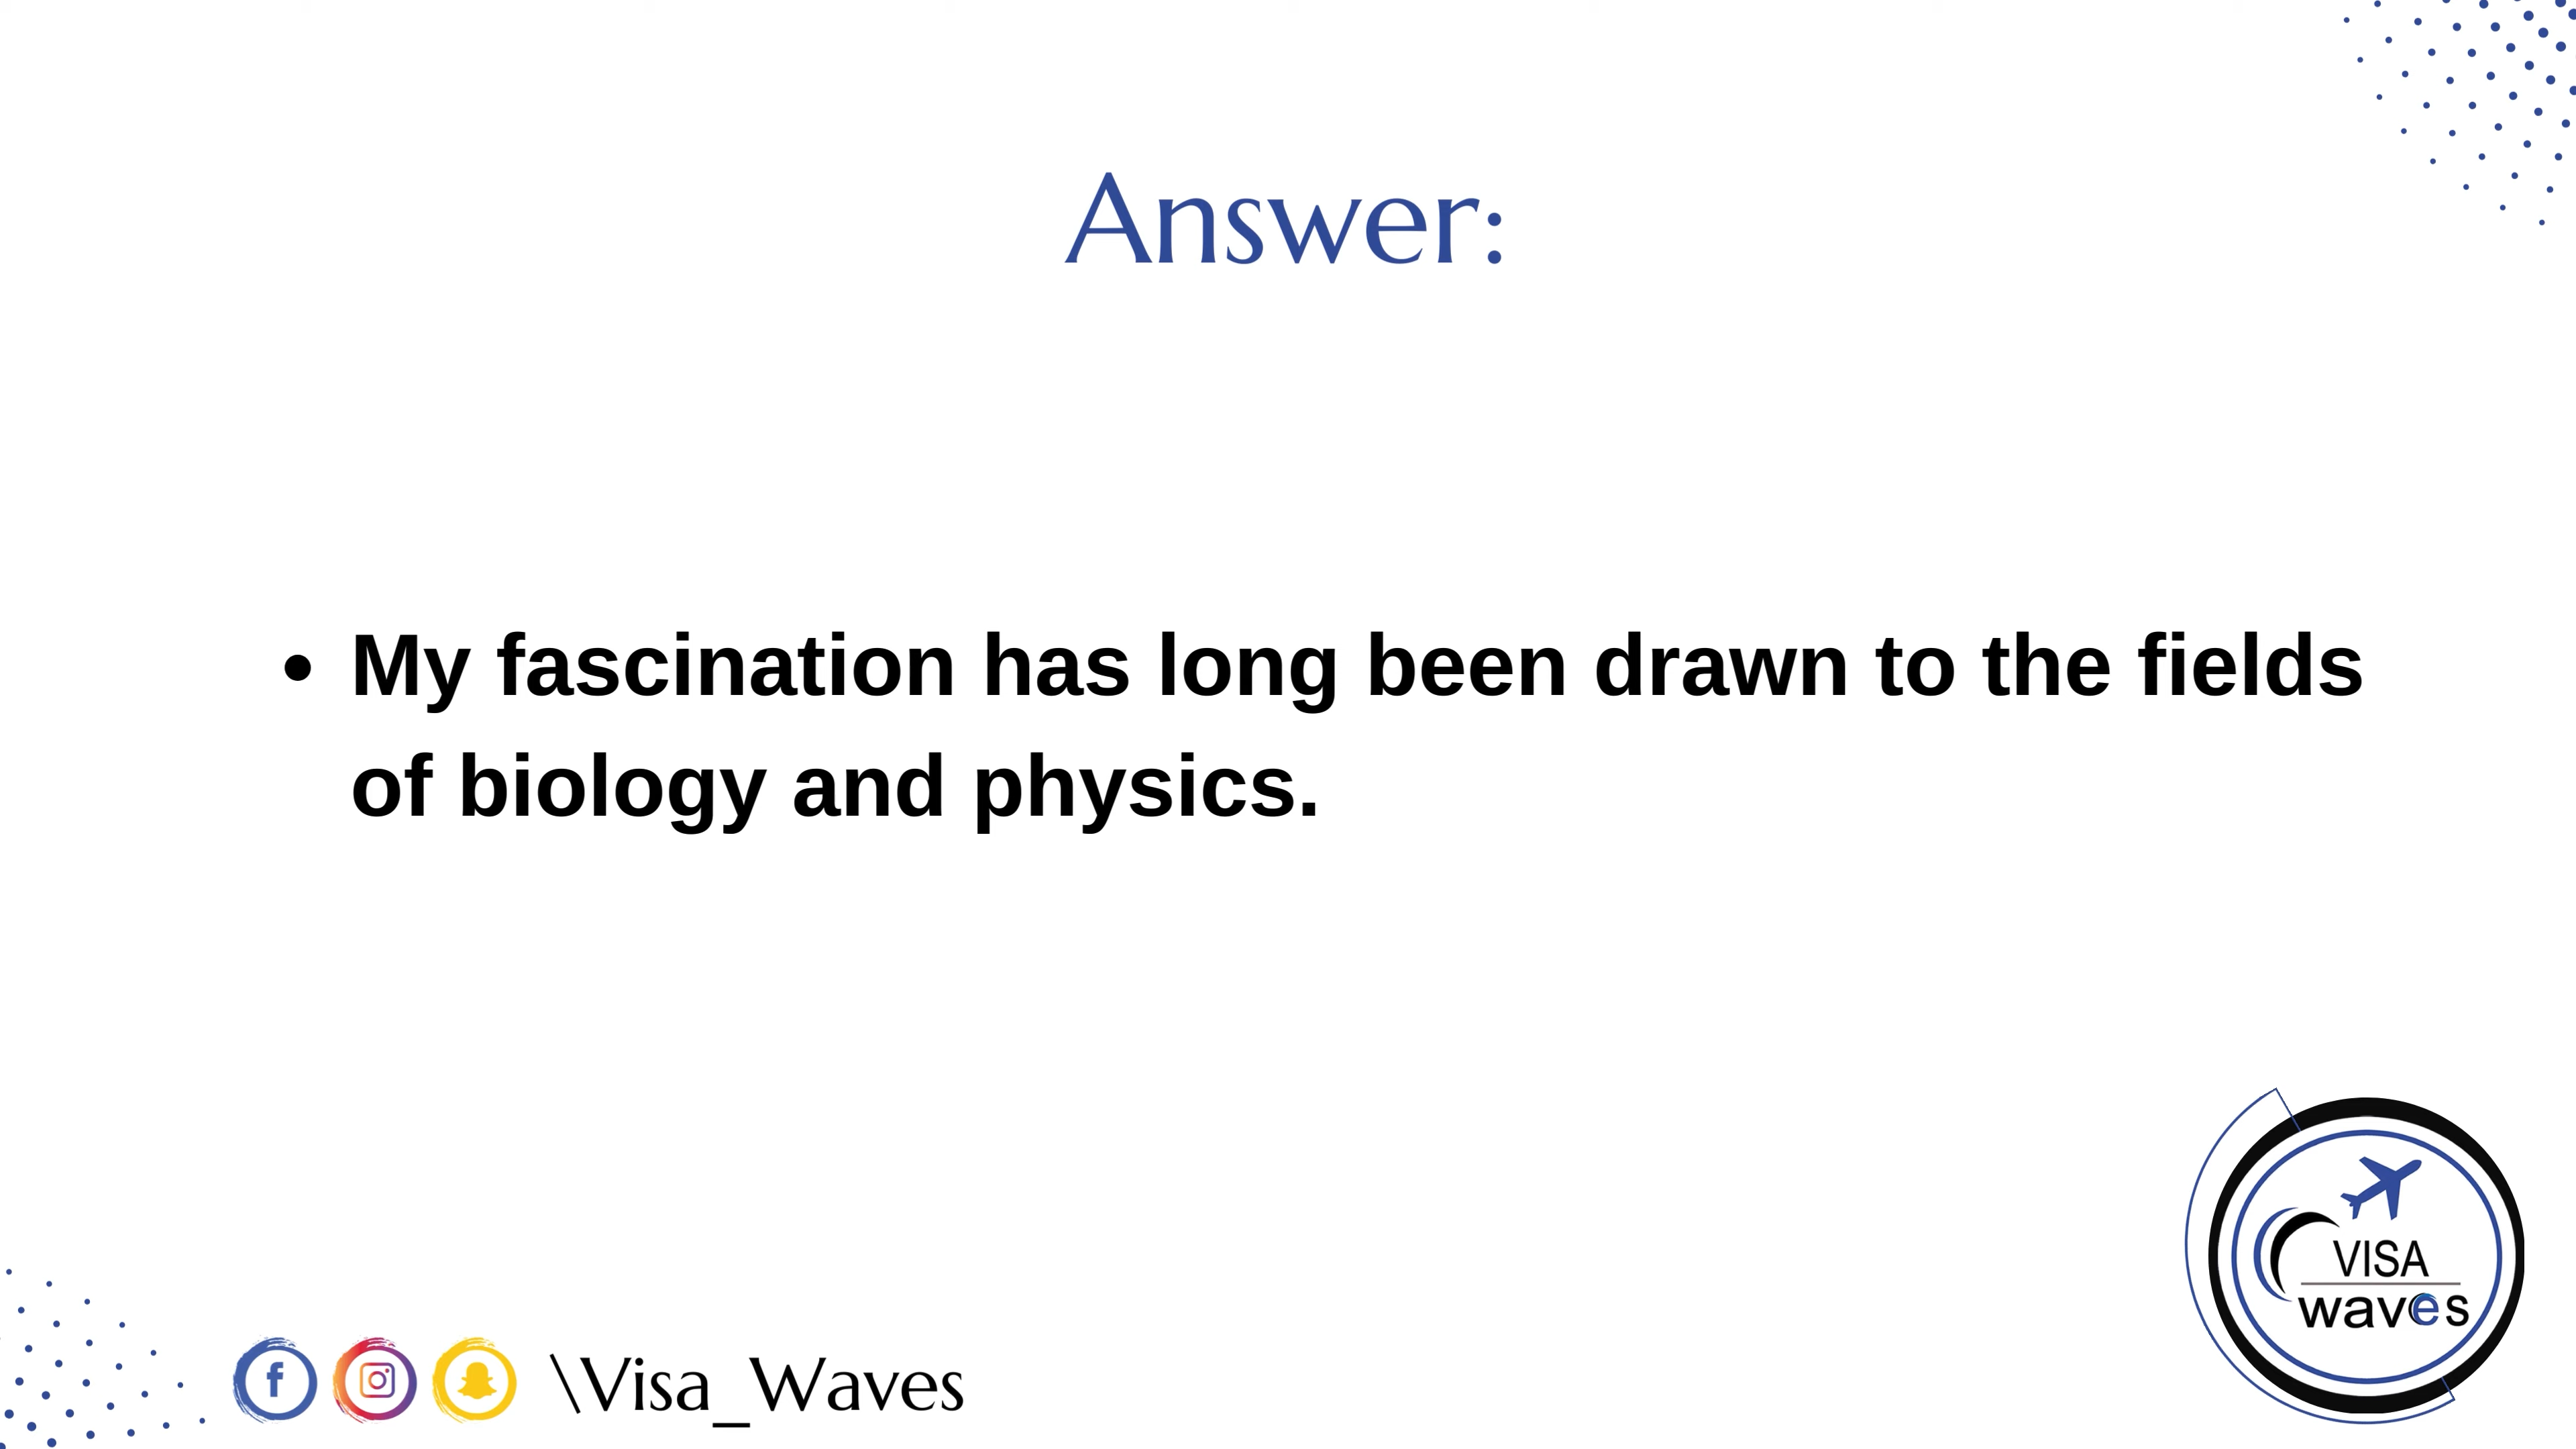 Answer:
• My fascination has long been drawn to the fields
of biology and physics.
VISA
waves
\Visa_Waves